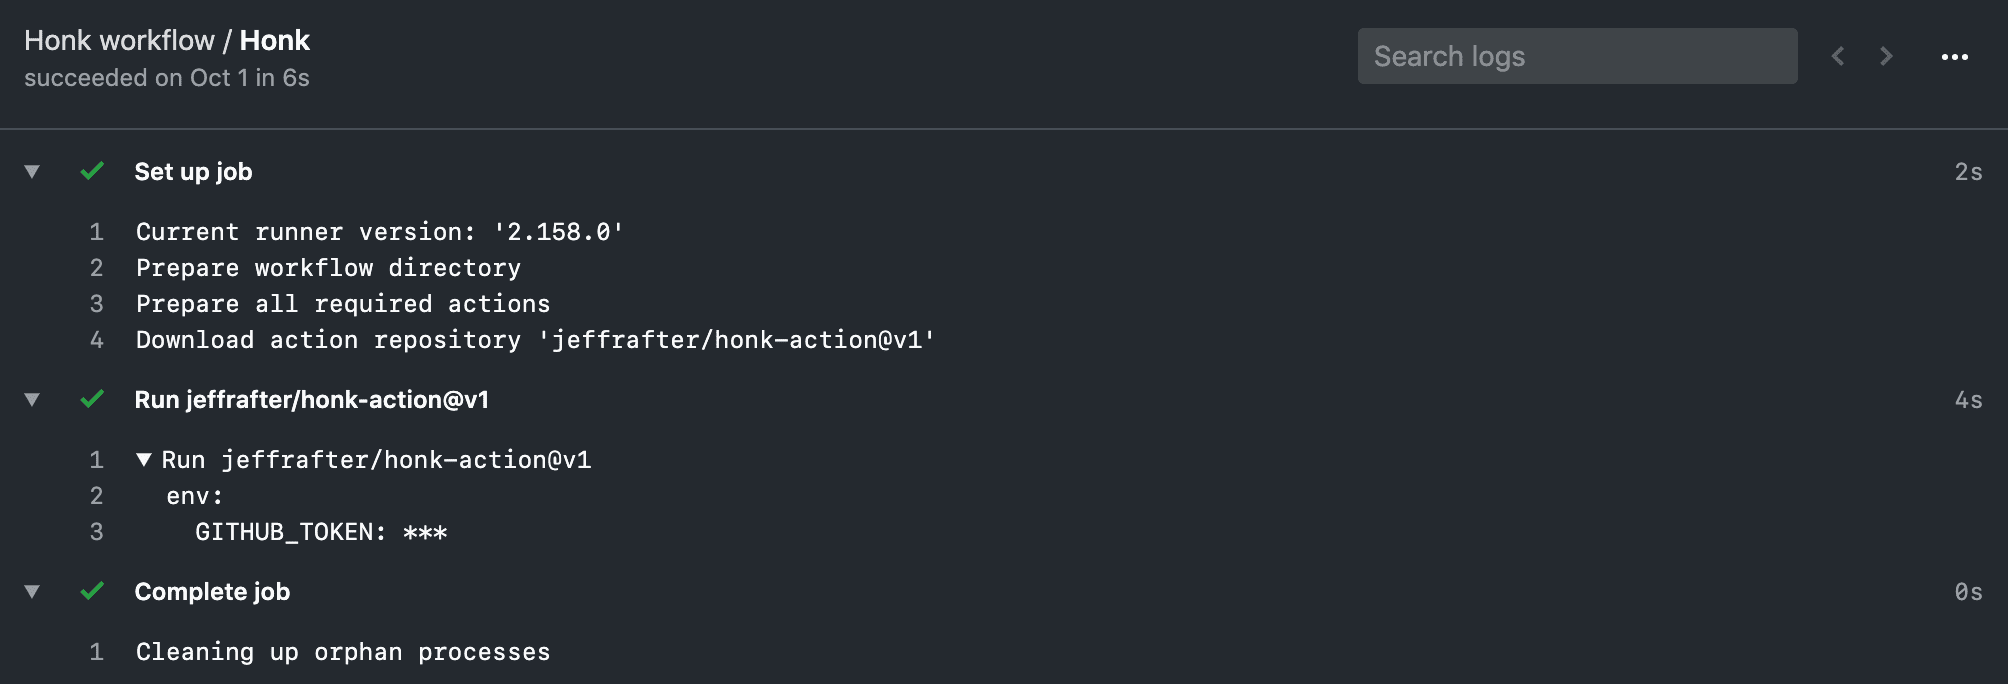 Honk workflow / Honk
succeeded on Oct 1 in 6s
Search logs
Set up job 2s
1 Current runner version: '2.158.0'
2 Prepare workflow directory
3 Prepare all required actions
4 Download action repository 'jeffrafter/honk-action@v1'
Run jeffrafter/honk-action@v1 4s
1 ▼ Run jeffrafter/honk-action@v1
2 env:
3 GITHUB_TOKEN: ***
Complete job 0s
1 Cleaning up orphan processes